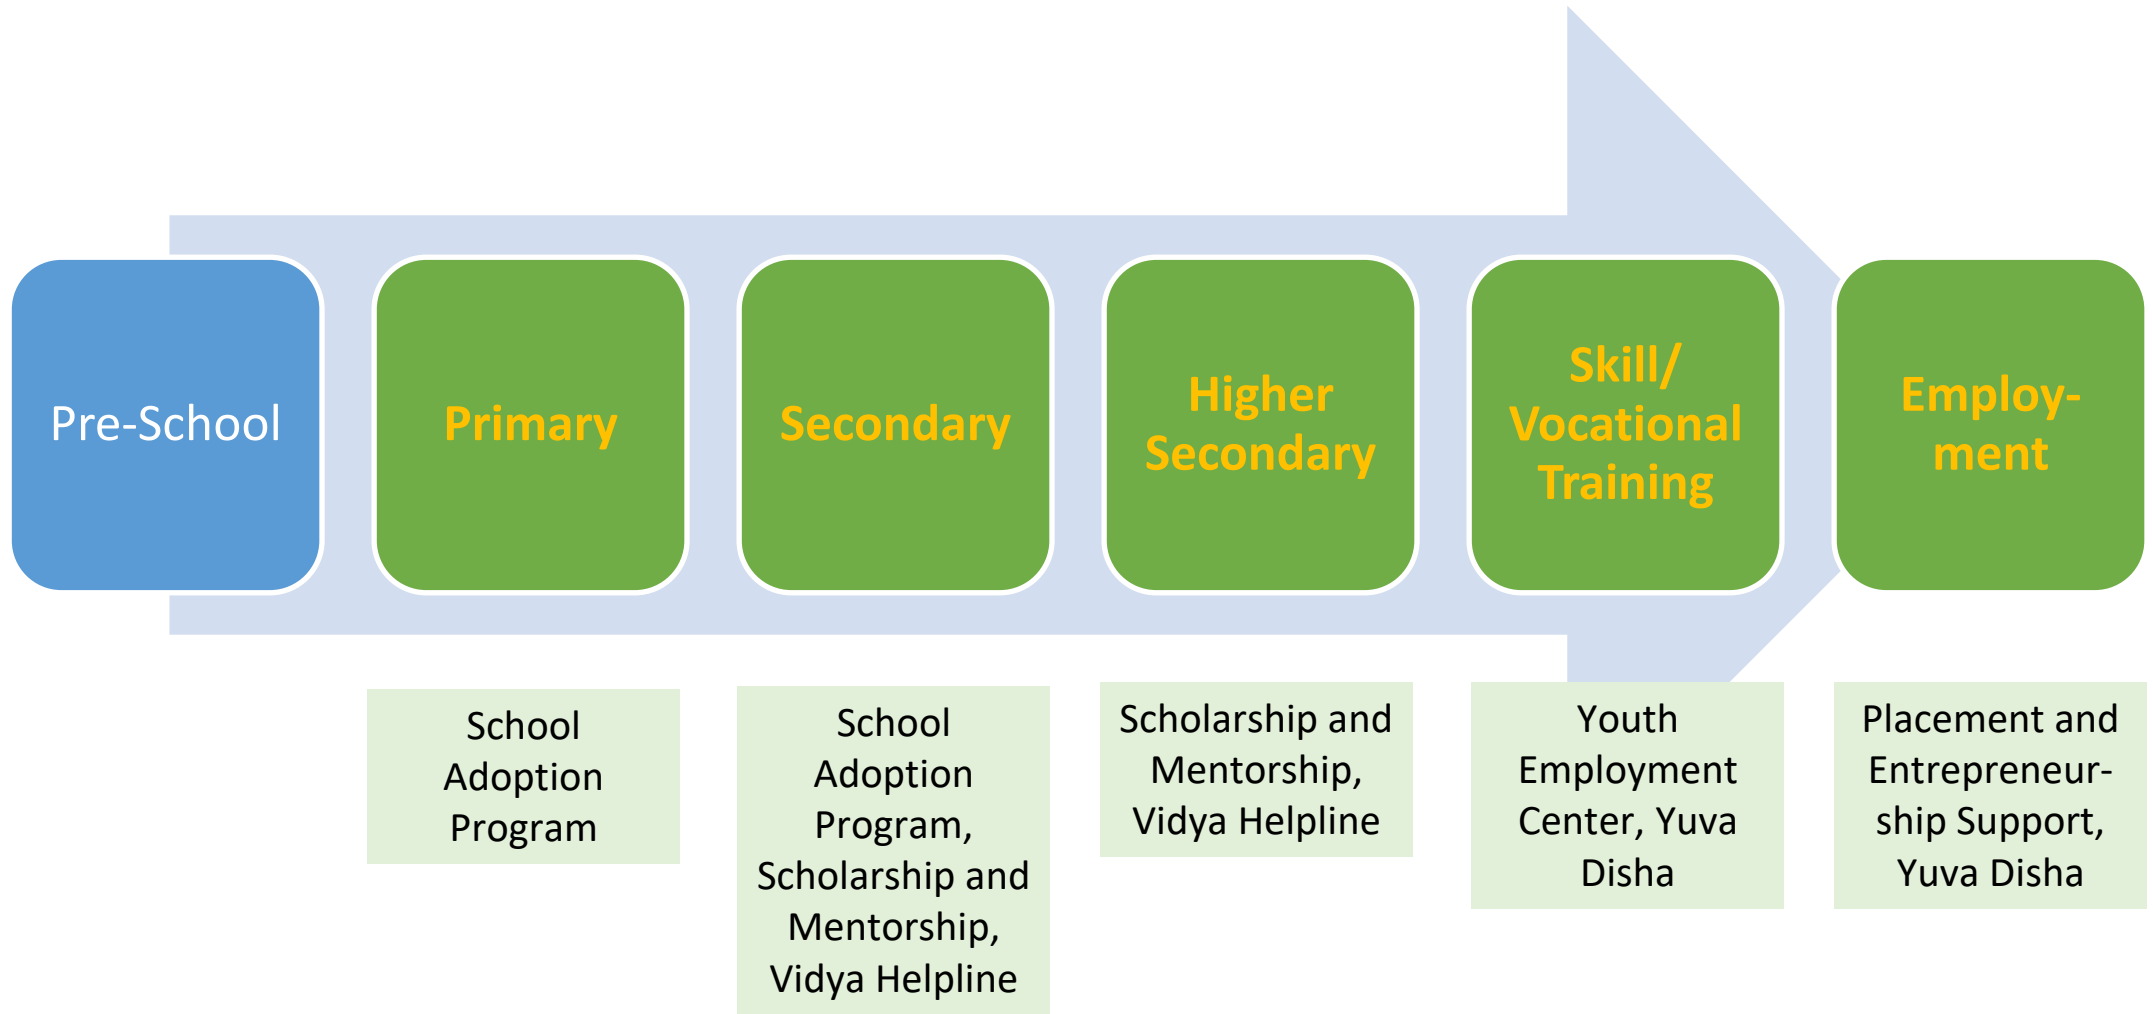 Pre-School
Primary
Secondary
Higher
Secondary
Skill/
Vocational
Training
Employ-
ment
School
Adoption
Program
School
Adoption
Program,
Scholarship and
Mentorship,
Vidya Helpline
Scholarship and
Mentorship,
Vidya Helpline
Youth
Employment
Center, Yuva
Disha
Placement and
Entrepreneur-
ship Support,
Yuva Disha